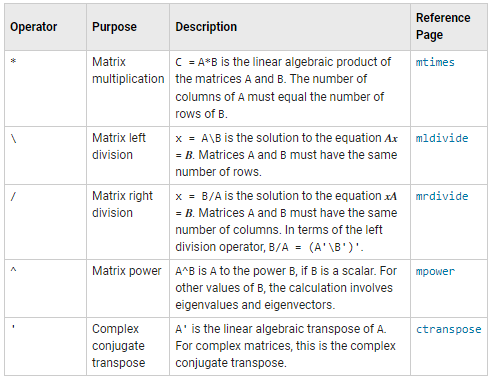 Operator Purpose Description Reference Page
* Matrix multiplication C = A*B is the linear algebraic product of
the matrices A and B. The number of
columns of A must equal the number of
rows of B. mtimes
\ Matrix left division x = A\B is the solution to the equation Ax
= B. Matrices A and B must have the same
number of rows. mldivide
/ Matrix right division x = B/A is the solution to the equation xA
= B. Matrices A and B must have the same
number of columns. In terms of the left
division operator, B/A = (A'\B')'. mrdivide
^ Matrix power A^B is A to the power B, if B is a scalar. For
other values of B, the calculation involves
eigenvalues and eigenvectors. mpower
' Complex conjugate transpose A' is the linear algebraic transpose of A.
For complex matrices, this is the complex
conjugate transpose. ctranspose